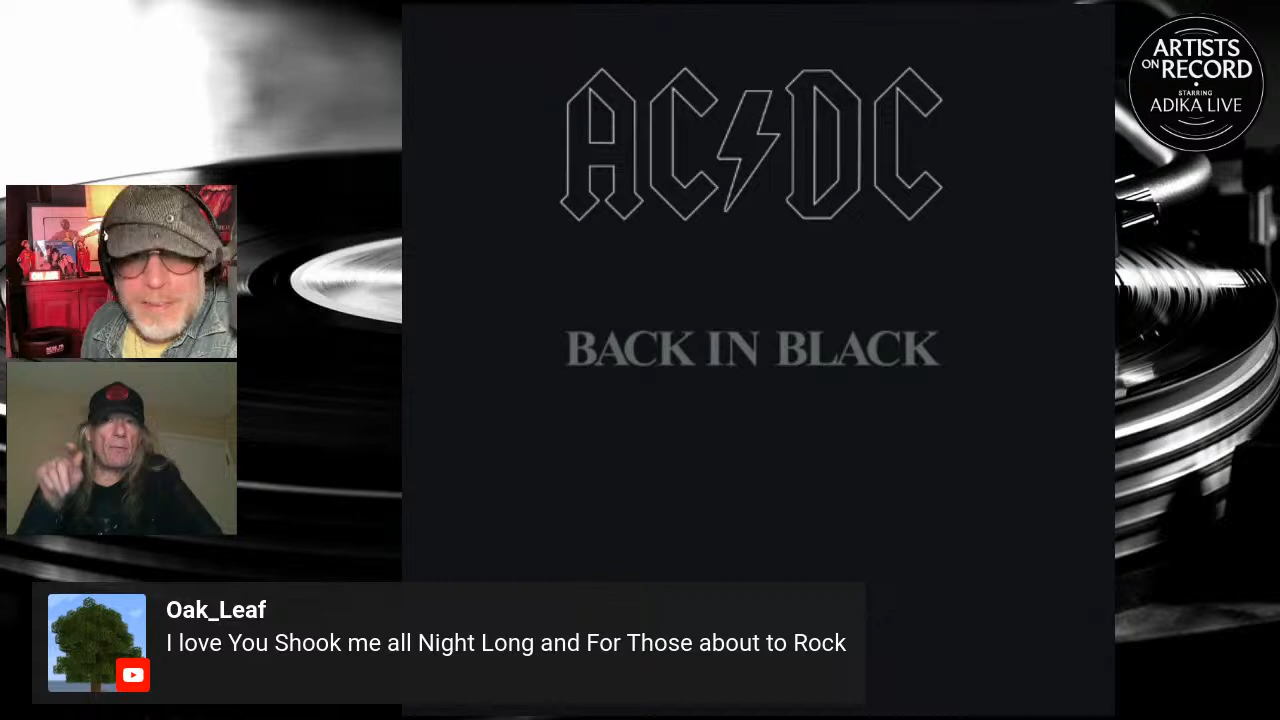 ARTISTS
ON RECORD
STARRING
ADIKA LIVE
AC DC
BACK IN BLACK
Oak_Leaf
I love You Shook me all Night Long and For Those about to Rock